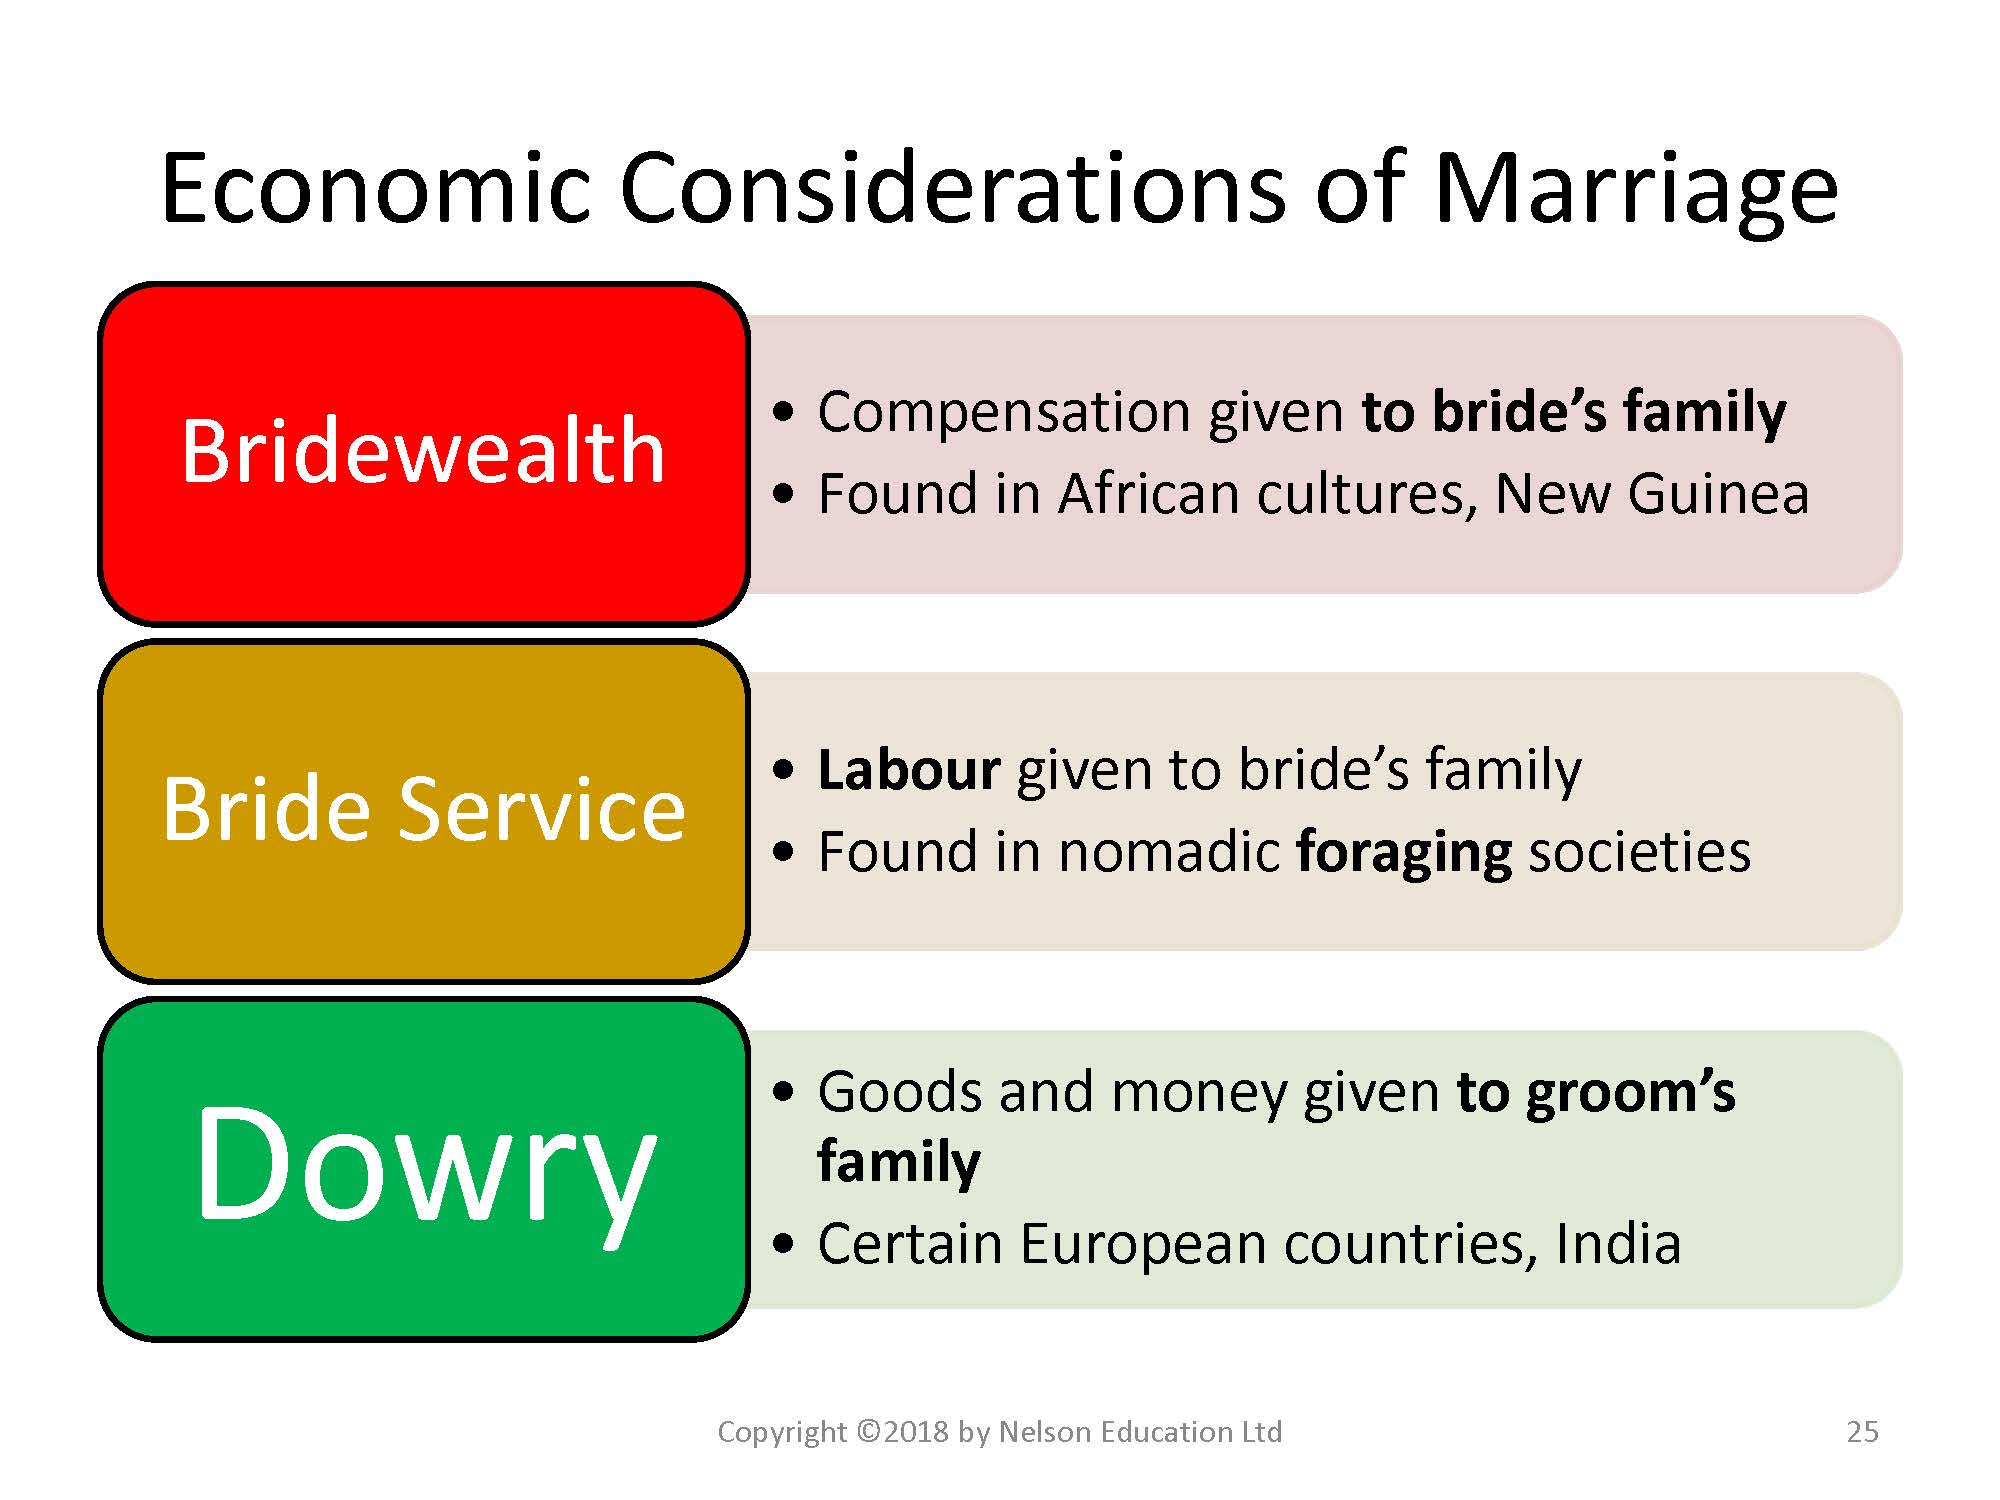 Economic Considerations of Marriage
Bridewealth
• Compensation given to bride’s family
• Found in African cultures, New Guinea
Bride Service
• Labour given to bride’s family
• Found in nomadic foraging societies
Dowry
• Goods and money given to groom’s
family
• Certain European countries, India
Copyright ©2018 by Nelson Education Ltd
25